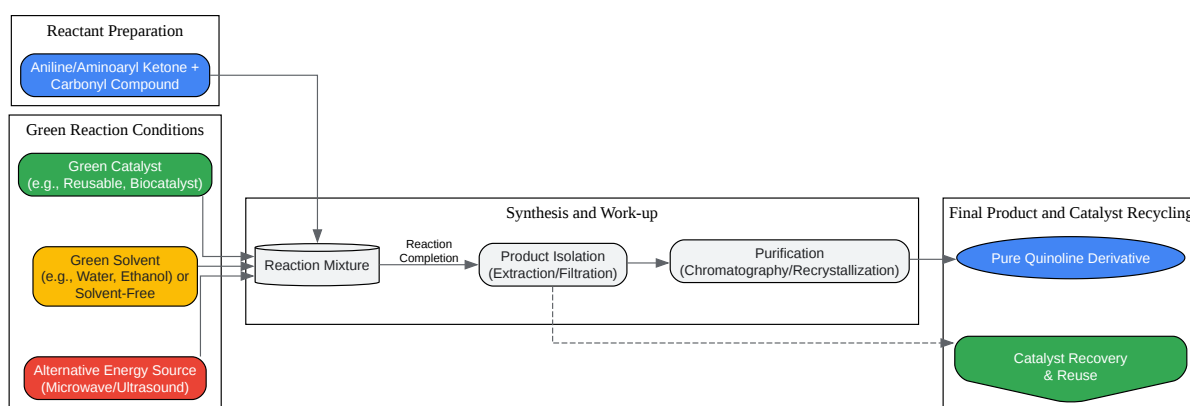 Reactant Preparation
Aniline/Aminoaryl Ketone +
Carbonyl Compound
Green Reaction Conditions
Green Catalyst
(e.g., Reusable, Biocatalyst)
Green Solvent
(e.g., Water, Ethanol) or
Solvent-Free
Alternative Energy Source
(Microwave/Ultrasound)
Synthesis and Work-up
Reaction Mixture
Reaction
Completion
Product Isolation
(Extraction/Filtration)
Purification
(Chromatography/Recrystallization)
Final Product and Catalyst Recycling
Pure Quinoline Derivative
Catalyst Recovery
& Reuse